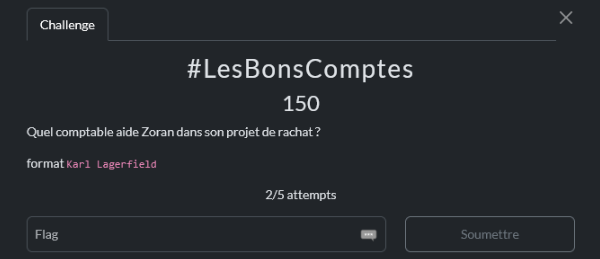 Challenge
#LesBonsComptes
150
Quel comptable aide Zoran dans son projet de rachat ?
format Karl Lagerfield
2/5 attempts
Flag
Soumettre